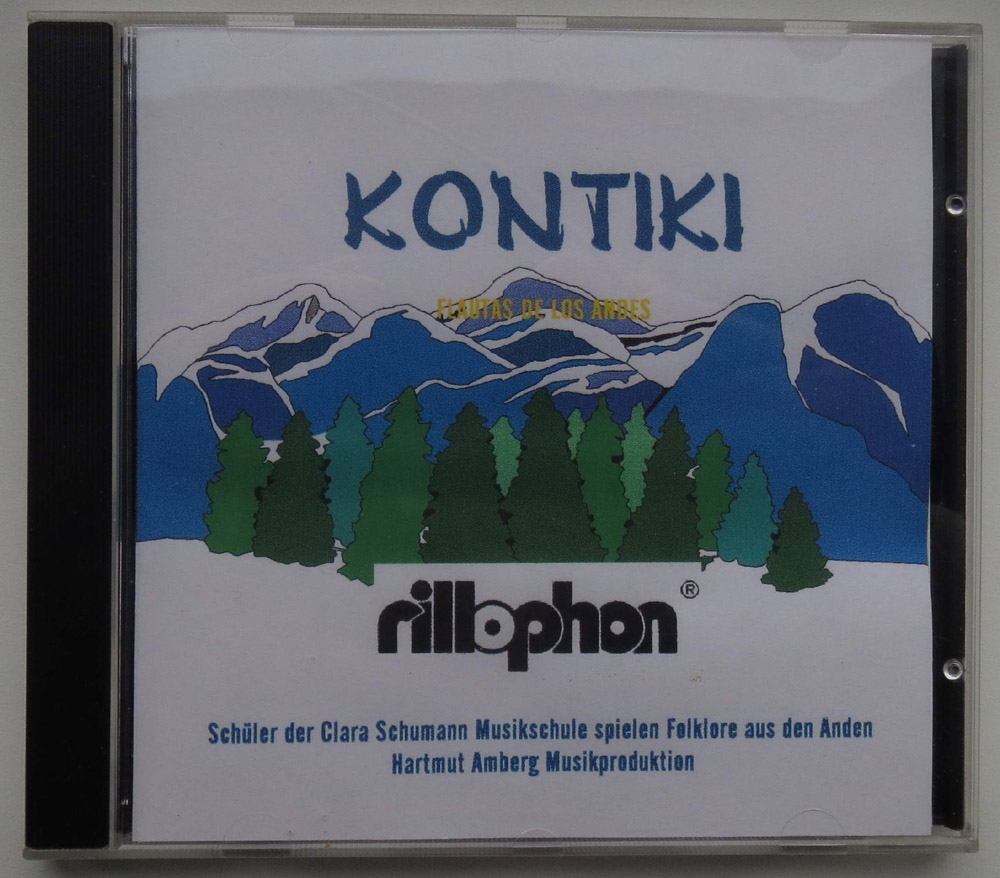 KONTIKI
FLAUTAS DE LOS ANDES
rillophon®
Schüler der Clara Schumann Musikschule spielen Folklore aus den Anden
Hartmut Amberg Musikproduktion